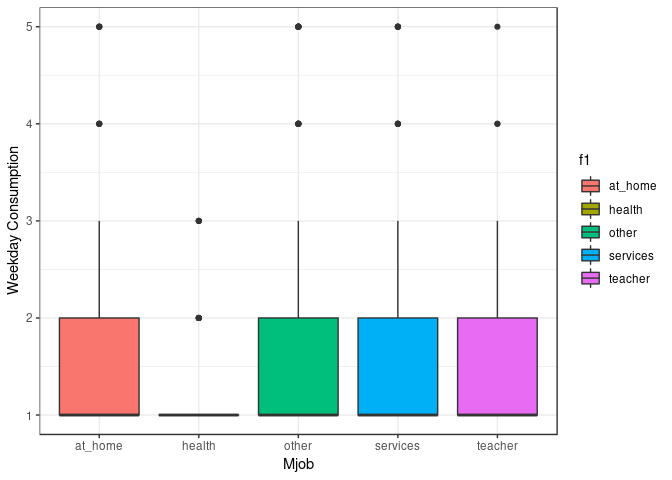 5
4
3
2
1
Weekday Consumption
at_home
health
other
services
teacher
Mjob
f1
at_home
health
other
services
teacher